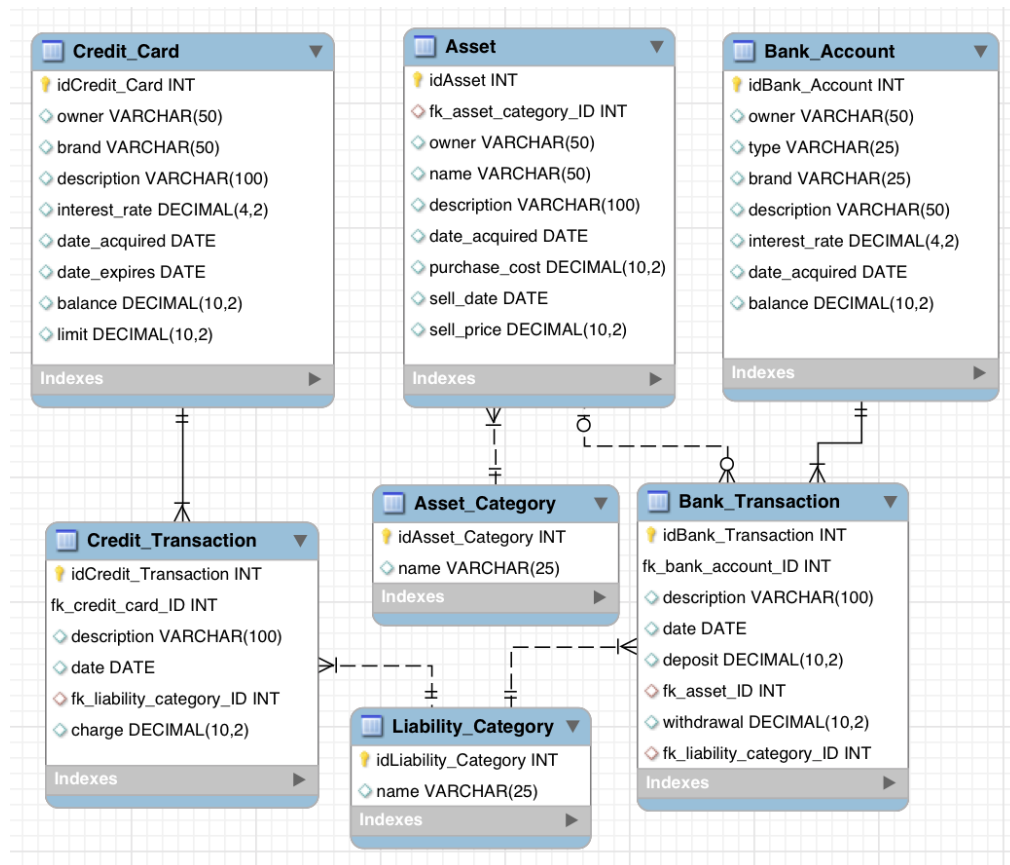 Credit_Card
idCredit_Card INT
owner VARCHAR(50)
brand VARCHAR(50)
description VARCHAR(100)
interest_rate DECIMAL(4,2)
date_acquired DATE
date_expires DATE
balance DECIMAL(10,2)
limit DECIMAL(10,2)
Indexes
Asset
idAsset INT
fk_asset_category_ID INT
owner VARCHAR(50)
name VARCHAR(50)
description VARCHAR(100)
date_acquired DATE
purchase_cost DECIMAL(10,2)
sell_date DATE
sell_price DECIMAL(10,2)
Indexes
Bank_Account
idBank_Account INT
owner VARCHAR(50)
type VARCHAR(25)
brand VARCHAR(25)
description VARCHAR(50)
interest_rate DECIMAL(4,2)
date_acquired DATE
balance DECIMAL(10,2)
Indexes
Credit_Transaction
idCredit_Transaction INT
fk_credit_card_ID INT
description VARCHAR(100)
date DATE
fk_liability_category_ID INT
charge DECIMAL(10,2)
Indexes
Asset_Category
idAsset_Category INT
name VARCHAR(25)
Indexes
Bank_Transaction
idBank_Transaction INT
fk_bank_account_ID INT
description VARCHAR(100)
date DATE
deposit DECIMAL(10,2)
fk_asset_ID INT
withdrawal DECIMAL(10,2)
fk_liability_category_ID INT
Indexes
Liability_Category
idLiability_Category INT
name VARCHAR(25)
Indexes